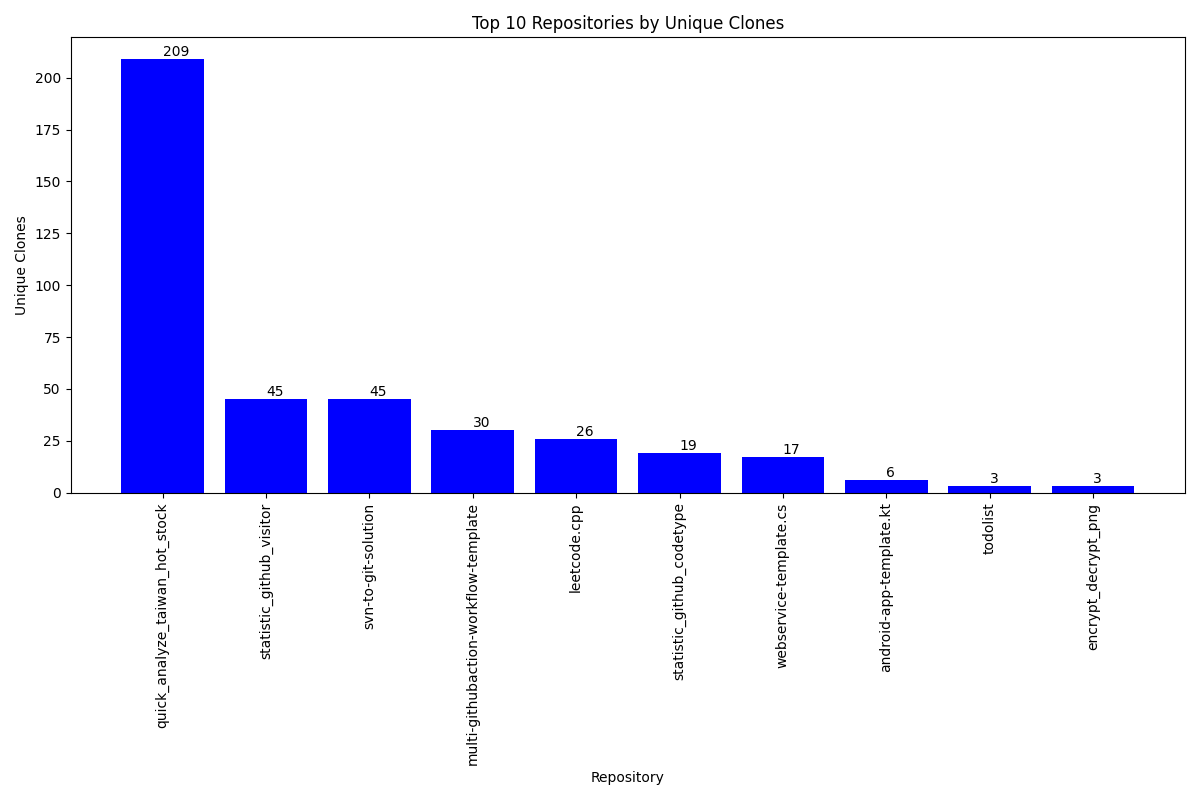 Top 10 Repositories by Unique Clones
Unique Clones
200
175
150
125
100
75
50
25
0
209
45
45
30
26
19
17
6
3
3
quick_analyze_taiwan_hot_stock
statistic_github_visitor
svn-to-git-solution
multi-githubaction-workflow-template
leetcode.cpp
statistic_github_codetype
webservice-template.cs
android-app-template.kt
todolist
encrypt_decrypt_png
Repository